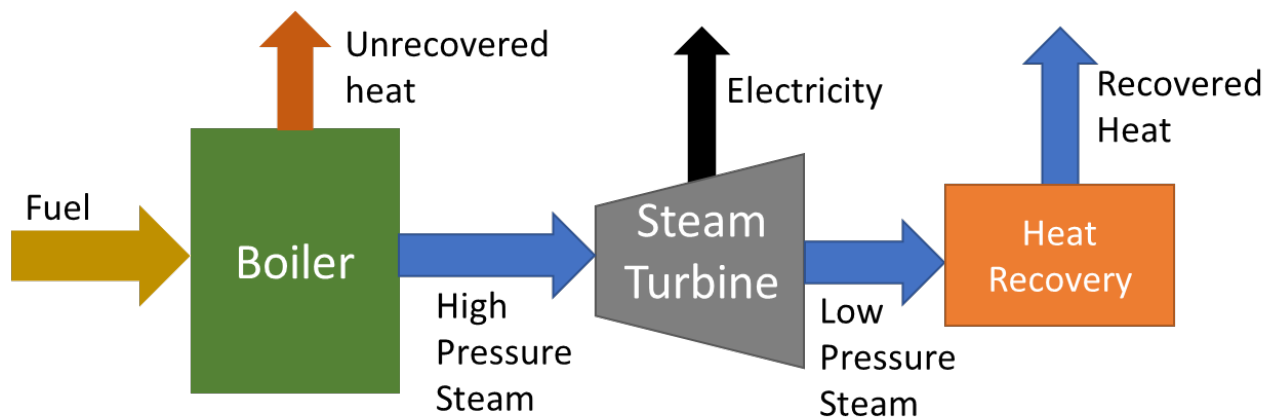 Unrecovered
heat
Electricity
Recovered
Heat
Fuel
Boiler
Steam
Turbine
Heat
Recovery
High
Pressure
Steam
Low
Pressure
Steam